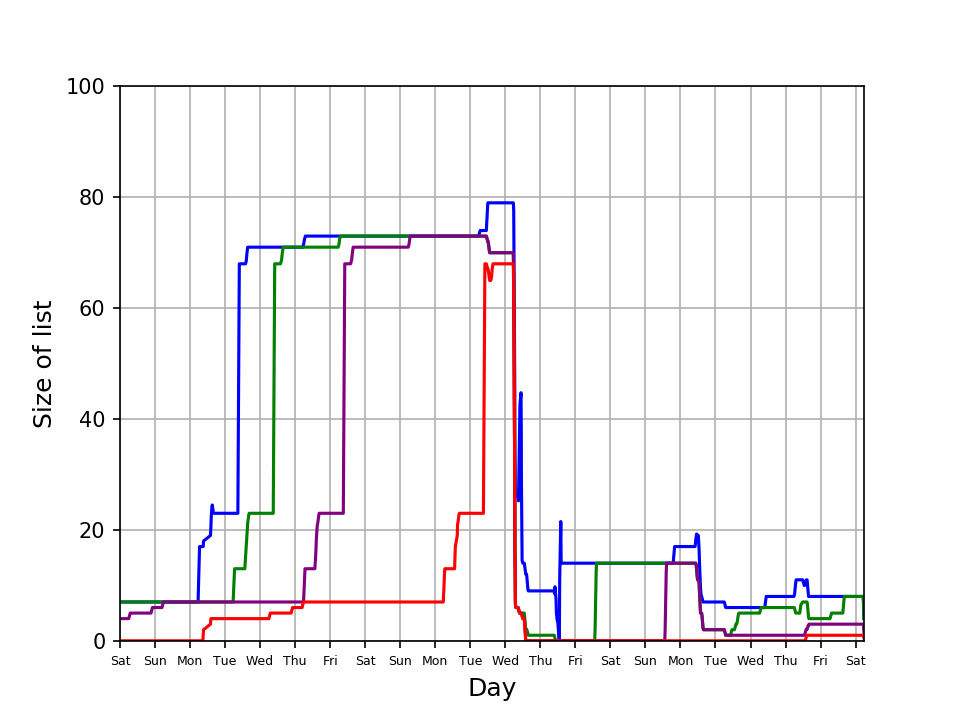 100
80
60
40
20
0
Size of list
Sat Sun Mon Tue Wed Thu Fri Sat Sun Mon Tue Wed Thu Fri Sat Sun Mon Tue Wed Thu Fri Sat
Day